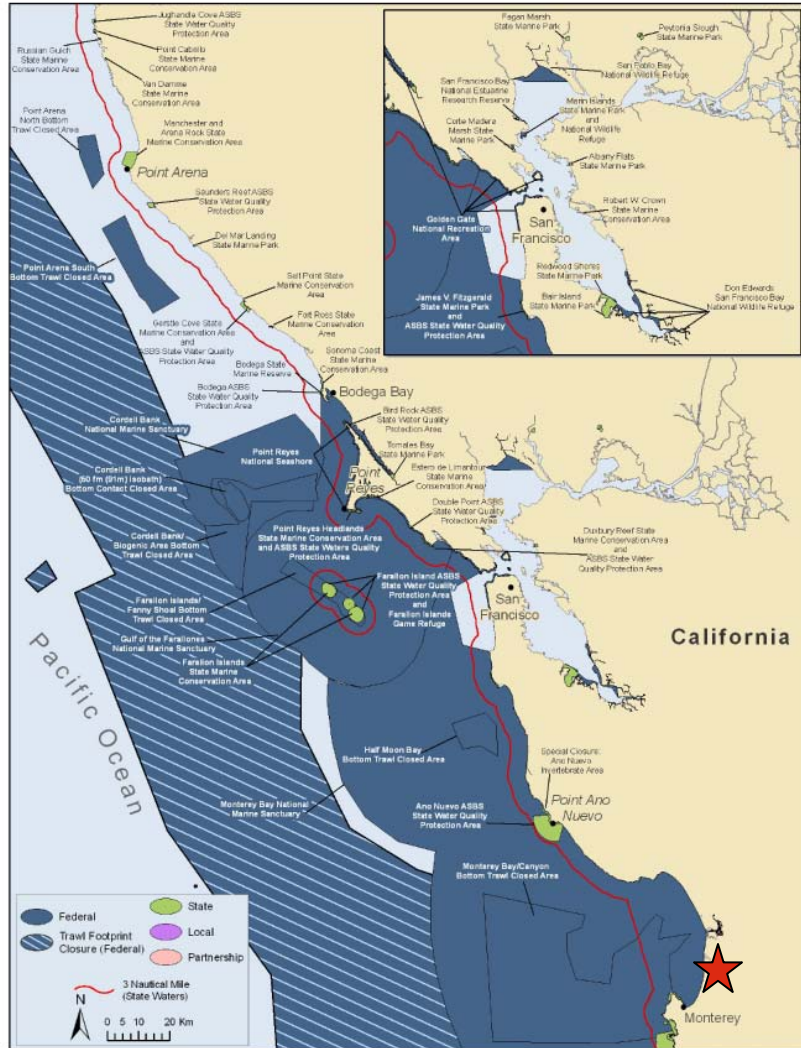 Jughandle Cove ASBS
State Water Quality
Protection Area
Russian Gulch
State Marine
Conservation Area
Point Cabrillo
State Marine
Conservation Area
Van Damme
State Marine
Conservation Area
Point Arena
North Bottom
Trawl Closed Area
Manchester and
Arena Rock State
Marine Conservation Area
Point Arena
Saunders Reef ASBS
State Water Quality
Protection Area
Del Mar Landing
State Marine Park
Point Arena South
Bottom Trawl Closed Area
Salt Point State
Marine Conservation
Area
Gerstle Cove State
Marine Conservation Area
and
ASBS State Water Quality
Protection Area
Fort Ross State
Marine Conservation
Area
Sonoma Coast
State Marine
Conservation Area
Bodega State
Marine Reserve
Bodega ASBS
State Water Quality
Protection Area
Bodega Bay
Cordell Bank
National Marine Sanctuary
Bird Rock ASBS
State Water Quality
Protection Area
Point Reyes
National Seashore
Tomales Bay
State Marine Park
Cordell Bank
(50 fm (91m) Isobath)
Bottom Contact Closed Area
Point
Reyes
Estero de Limantour
State Marine
Conservation Area
Double Point ASBS
State Water Quality
Protection Area
Duxbury Reef State
Marine Conservation Area
and
ASBS State Water
Quality Protection Area
Cordell Bank/
Biogenic Area Bottom
Trawl Closed Area
Point Reyes Headlands
State Marine Conservation Area
and ASBS State Waters Quality
Protection Area
Farallon Islands/
Fanny Shoal Bottom
Trawl Closed Area
Farallon Island ASBS
State Water Quality
Protection Area
and
Farallon Islands
Game Refuge
San
Francisco
Gulf of the Farallones
National Marine Sanctuary
Farallon Islands
State Marine
Conservation Area
California
Pacific Ocean
Half Moon Bay
Bottom Trawl Closed Area
Special Closure:
Ano Nuevo
Invertebrate Area
Monterey Bay National
Marine Sanctuary
Ano Nuevo ASBS
State Water Quality
Protection Area
Point Ano
Nuevo
Monterey Bay/Canyon
Bottom Trawl Closed Area
Monterey
Federal
Trawl Footprint
Closure (Federal)
State
Local
Partnership
3 Nautical Mile
(State Waters)
N
0 5 10 20 Km
Fagan Marsh
State Marine Park
Peytonia Slough
State Marine Park
San Pablo Bay
National Wildlife Refuge
San Francisco Bay
National Estuarine
Research Reserve
Marin Islands
State Marine Park
and
National Wildlife
Refuge
Corte Madera
Marsh State
Marine Park
Albany Flats
State Marine Park
Robert W. Crown
State Marine
Conservation Area
Golden Gate
National Recreation
Area
San
Francisco
Redwood Shores
State Marine Park
Bair Island
State Marine Park
Don Edwards
San Francisco Bay
National Wildlife Refuge
James V. Fitzgerald
State Marine Park
and
ASBS State Water Quality
Protection Area